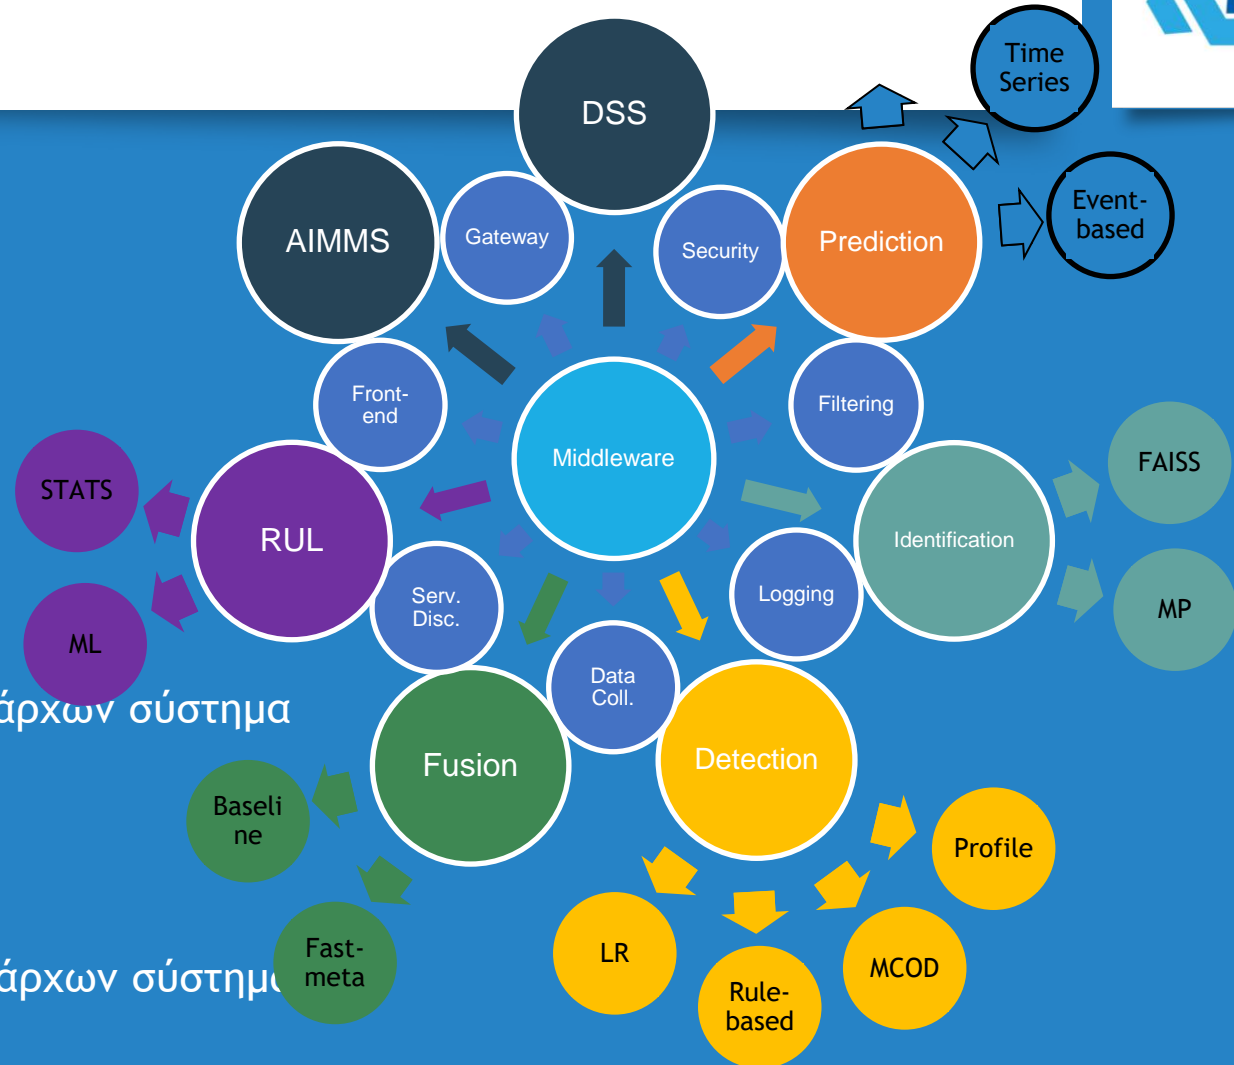 Time
Series
DSS
Event-
based
AIMMS
Gateway
Security
Prediction
Front-
end
Filtering
Middleware
FAISS
STATS
RUL
Identification
Serv.
Disc.
Logging
MP
ML
Data
Coll.
άρχων σύστημα
Fusion
Detection
Baseli
ne
Profile
Fast-
meta
LR
MCOD
Rule-
based
άρχων